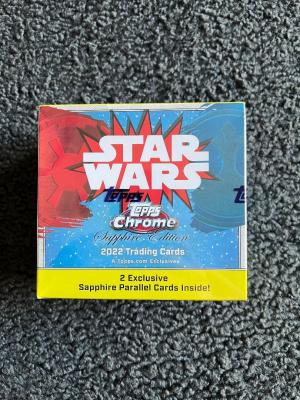 STAR
WARS
Topps
Topps
Chrome
Sapphire Edition
2022 Trading Cards
A Topps.com Exclusive
2 Exclusive
Sapphire Parallel Cards Inside!